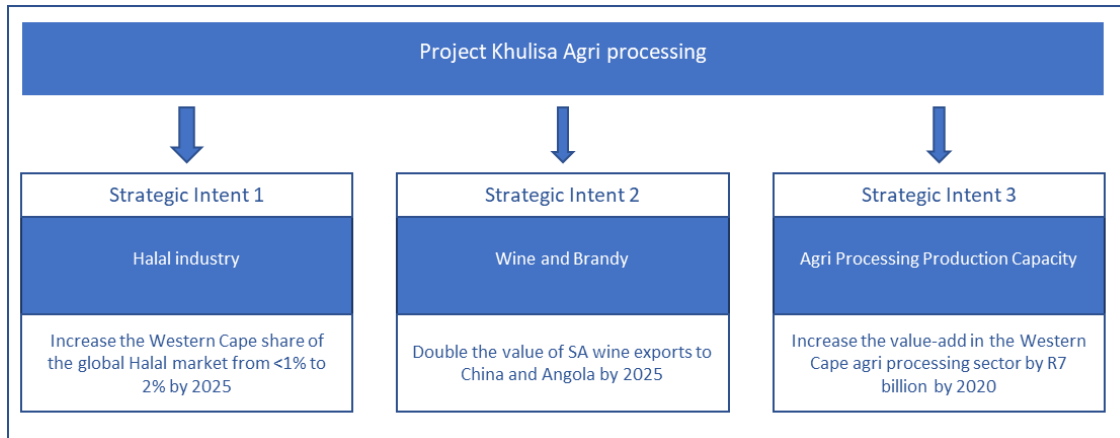 Project Khulisa Agri processing
Strategic Intent 1
Halal industry
Increase the Western Cape share of
the global Halal market from <1% to
2% by 2025
Strategic Intent 2
Wine and Brandy
Double the value of SA wine exports to
China and Angola by 2025
Strategic Intent 3
Agri Processing Production Capacity
Increase the value-add in the Western
Cape agri processing sector by R7
billion by 2020